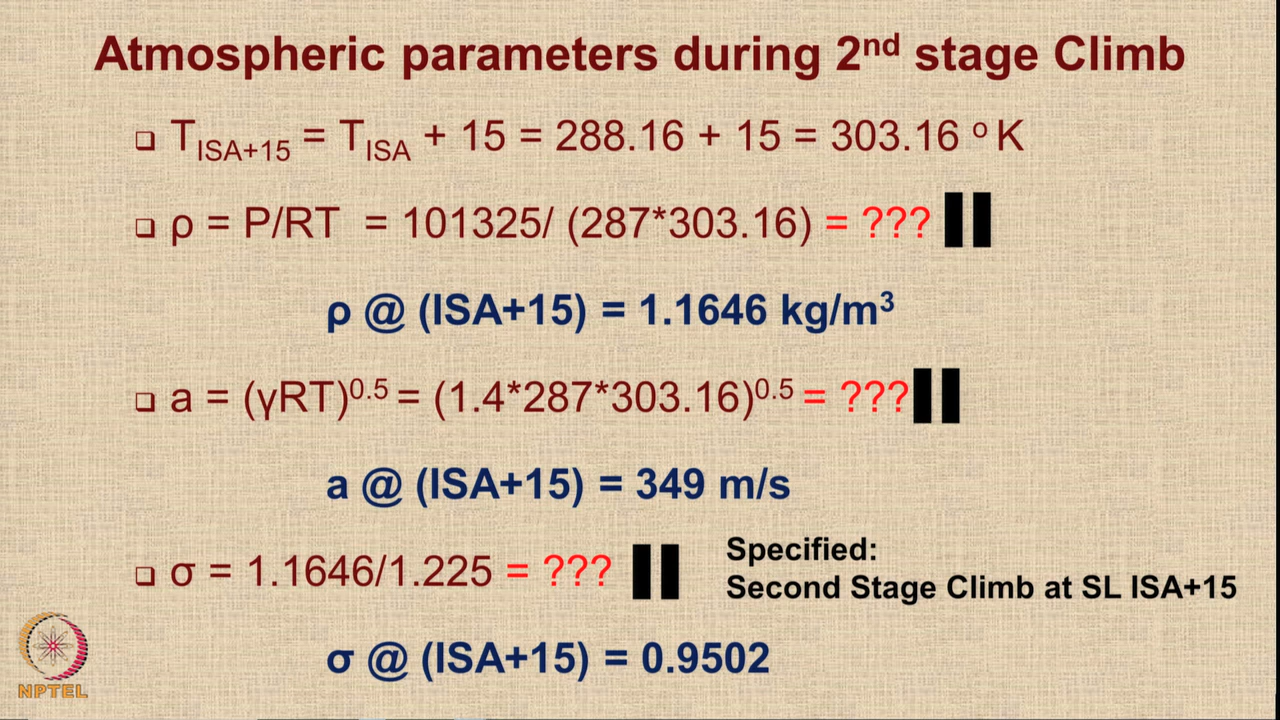 Atmospheric parameters during 2nd stage Climb
❑ T_ISA+15 = T_ISA + 15 = 288.16 + 15 = 303.16 ᵒ K
❑ ρ = P/RT = 101325/ (287*303.16) = ???
ρ @ (ISA+15) = 1.1646 kg/m³
❑ a = (γRT)^0.5 = (1.4*287*303.16)^0.5 = ???
a @ (ISA+15) = 349 m/s
❑ σ = 1.1646/1.225 = ???
Specified:
Second Stage Climb at SL ISA+15
σ @ (ISA+15) = 0.9502
NPTEL